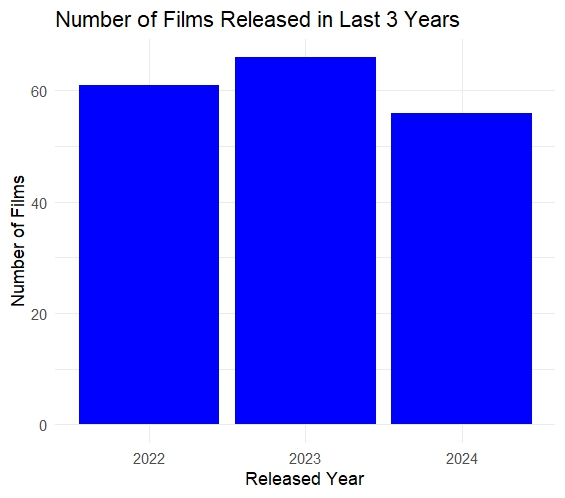 Number of Films Released in Last 3 Years
Number of Films
60
40
20
0
2022 2023 2024
Released Year